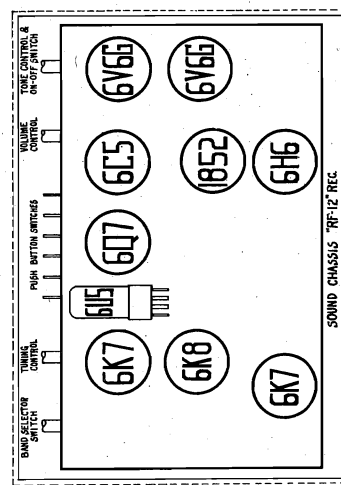 TONE CONTROL &
ON-OFF SWITCH
VOLUME
CONTROL
PUSH BUTTON SWITCHES
TUNING
CONTROL
BAND SELECTOR
SWITCH
6V6G
6V6G
6C5
1852
6H6
6Q7
6U5
6K7
6K8
6K7
SOUND CHASSIS "RF-12" REC.